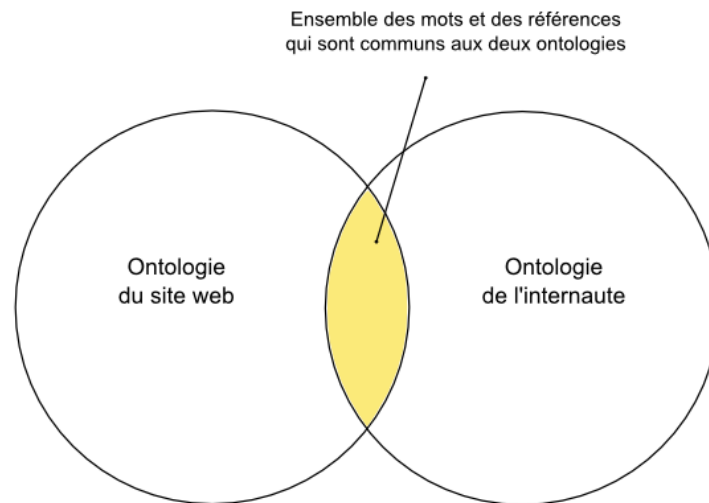 Ensemble des mots et des références
qui sont communs aux deux ontologies
Ontologie
du site web
Ontologie
de l'internaute